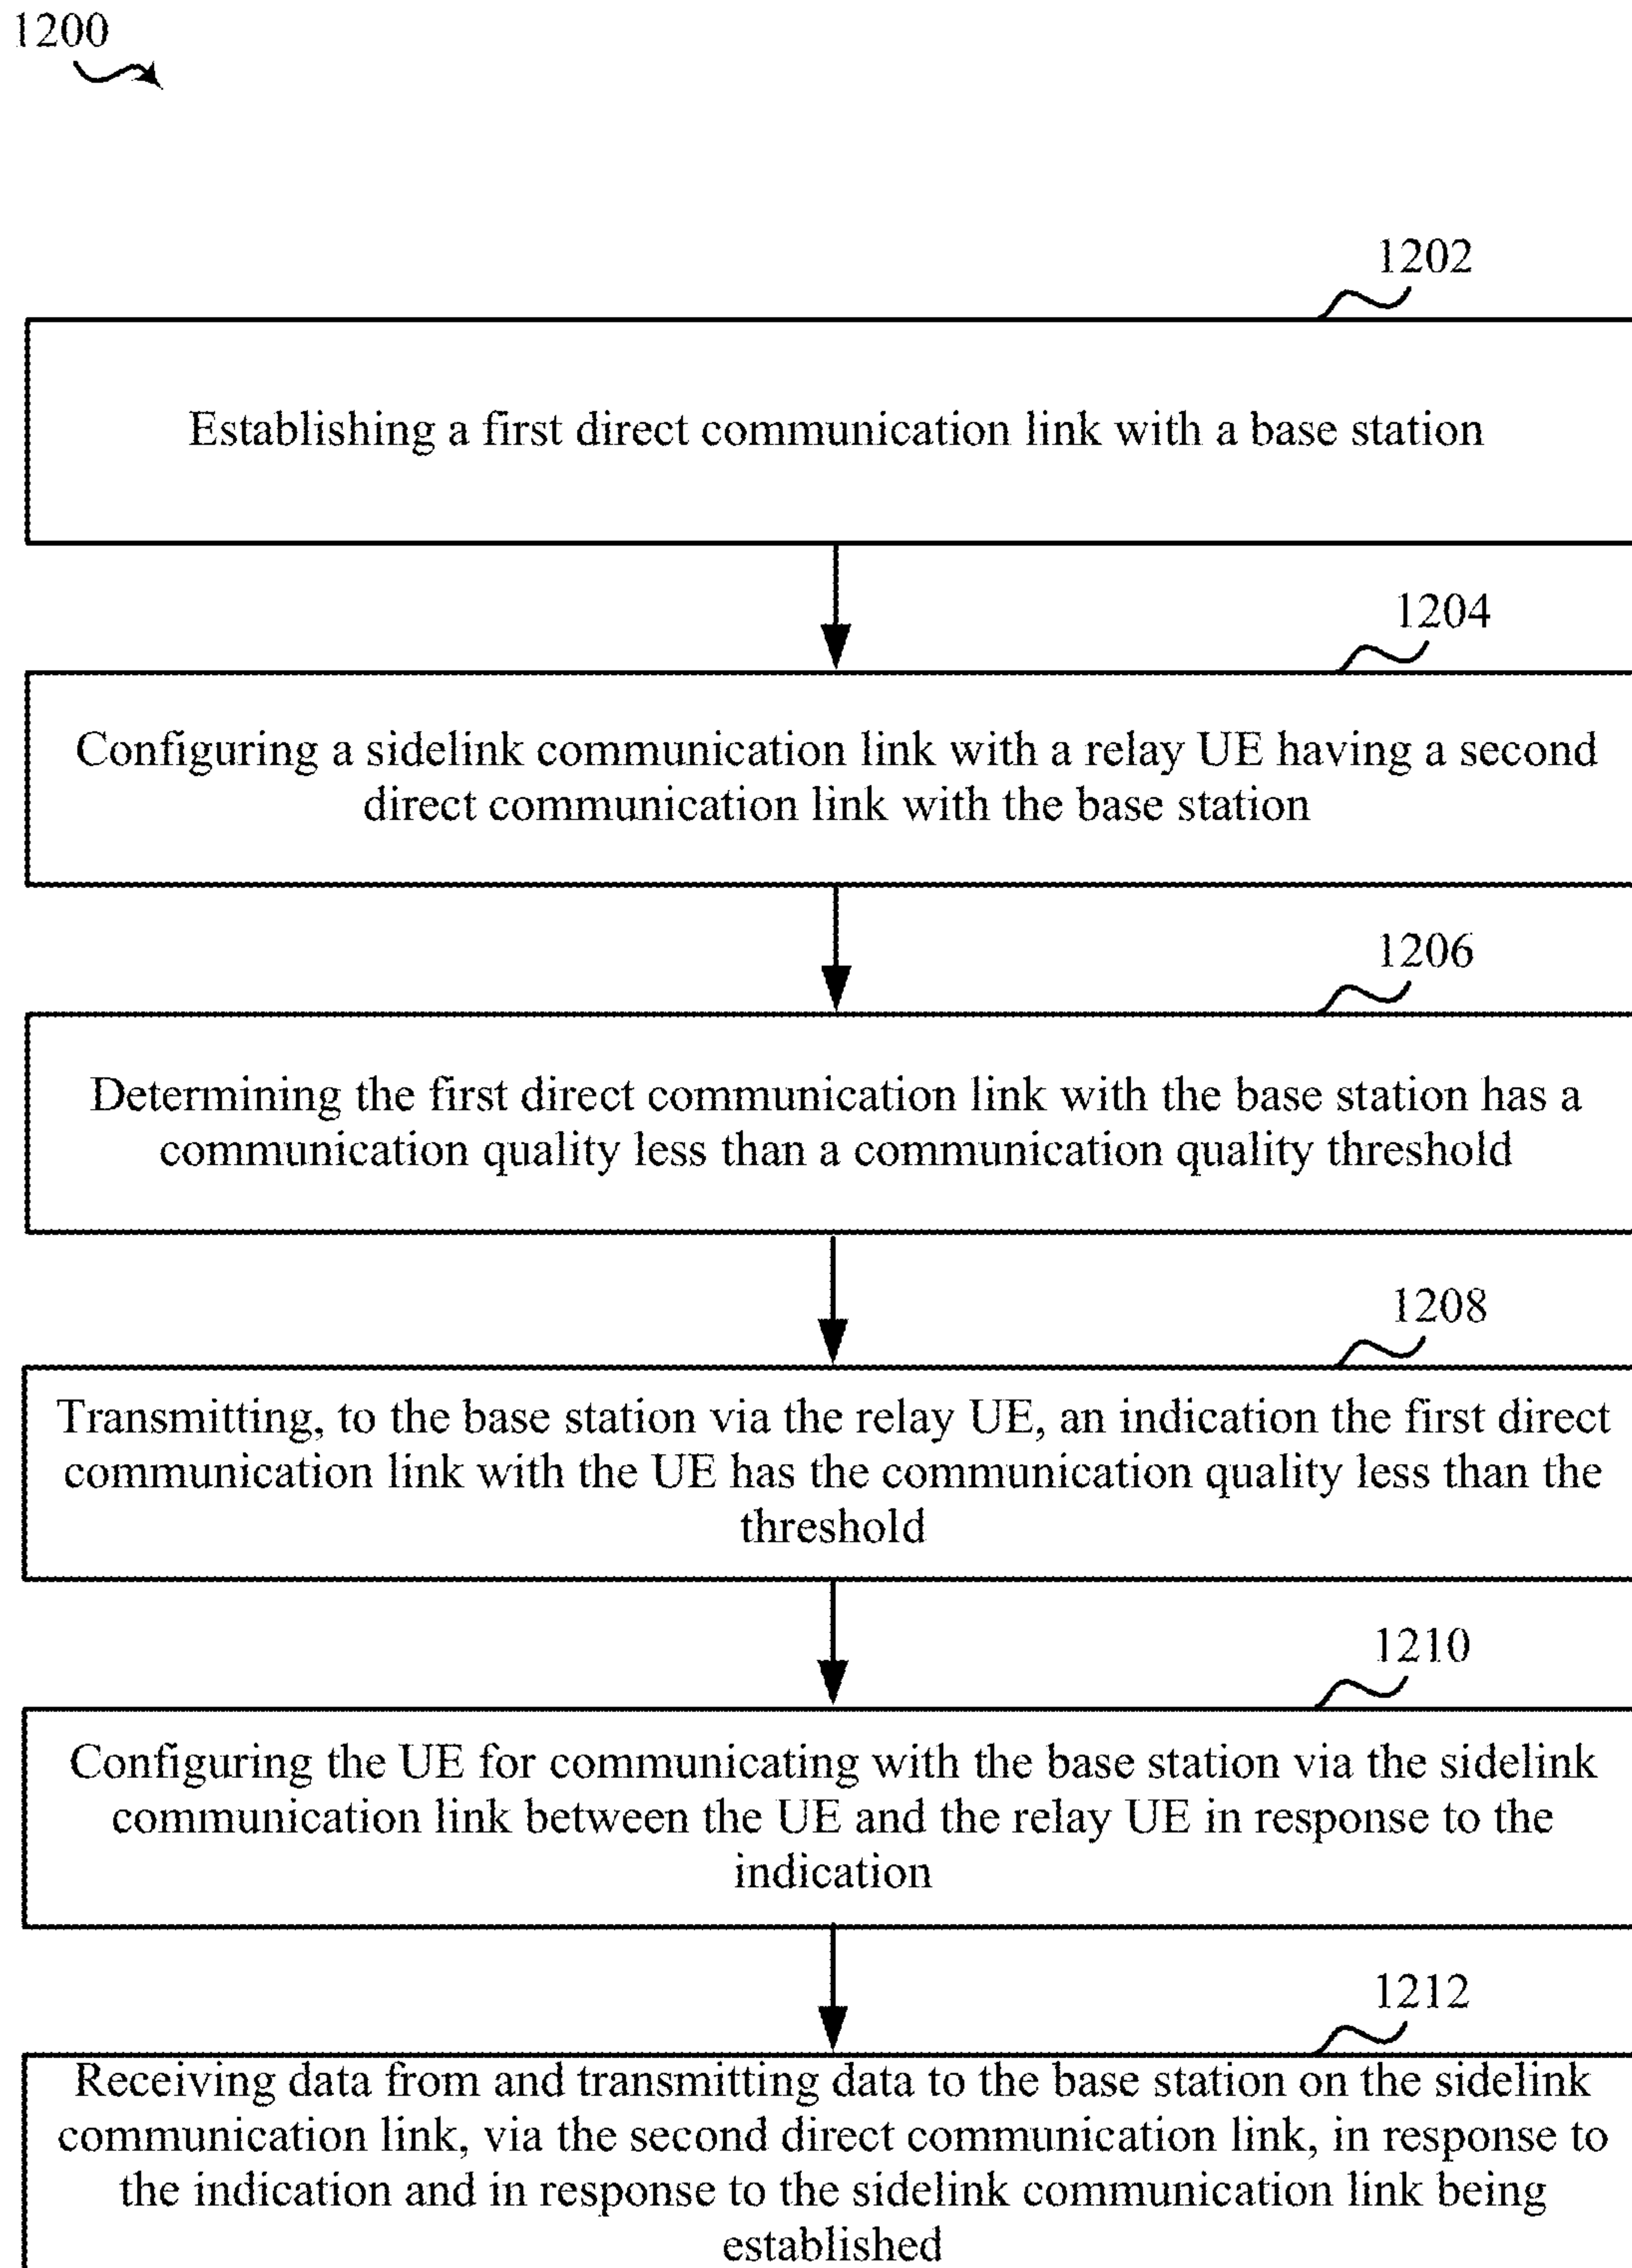 1200
1202
Establishing a first direct communication link with a base station
1204
Configuring a sidelink communication link with a relay UE having a second
direct communication link with the base station
1206
Determining the first direct communication link with the base station has a
communication quality less than a communication quality threshold
1208
Transmitting, to the base station via the relay UE, an indication the first direct
communication link with the UE has the communication quality less than the
threshold
1210
Configuring the UE for communicating with the base station via the sidelink
communication link between the UE and the relay UE in response to the
indication
1212
Receiving data from and transmitting data to the base station on the sidelink
communication link, via the second direct communication link, in response to
the indication and in response to the sidelink communication link being
established